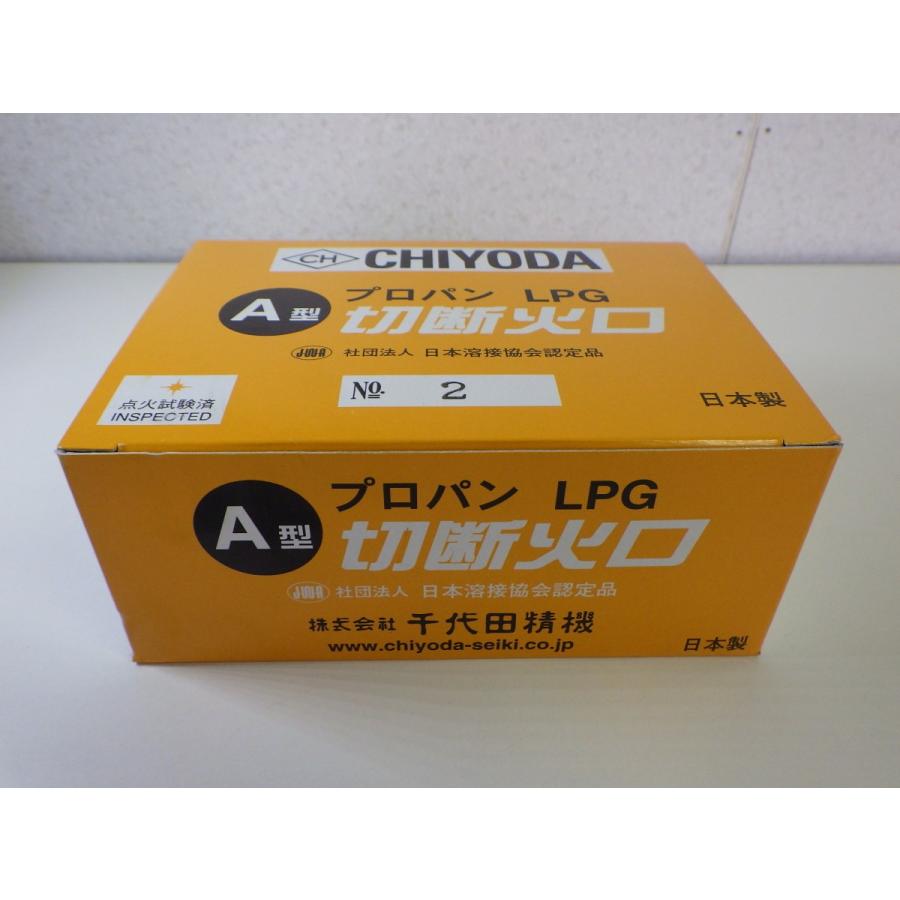 CH CHIYODA
A型 プロパン LPG
切断火口
JWA 社団法人 日本溶接協会認定品
点火試験済
INSPECTED
No. 2
日本製
A型 プロパン LPG
切断火口
JWA 社団法人 日本溶接協会認定品
株式会社 千代田精機
www.chiyoda-seiki.co.jp
日本製